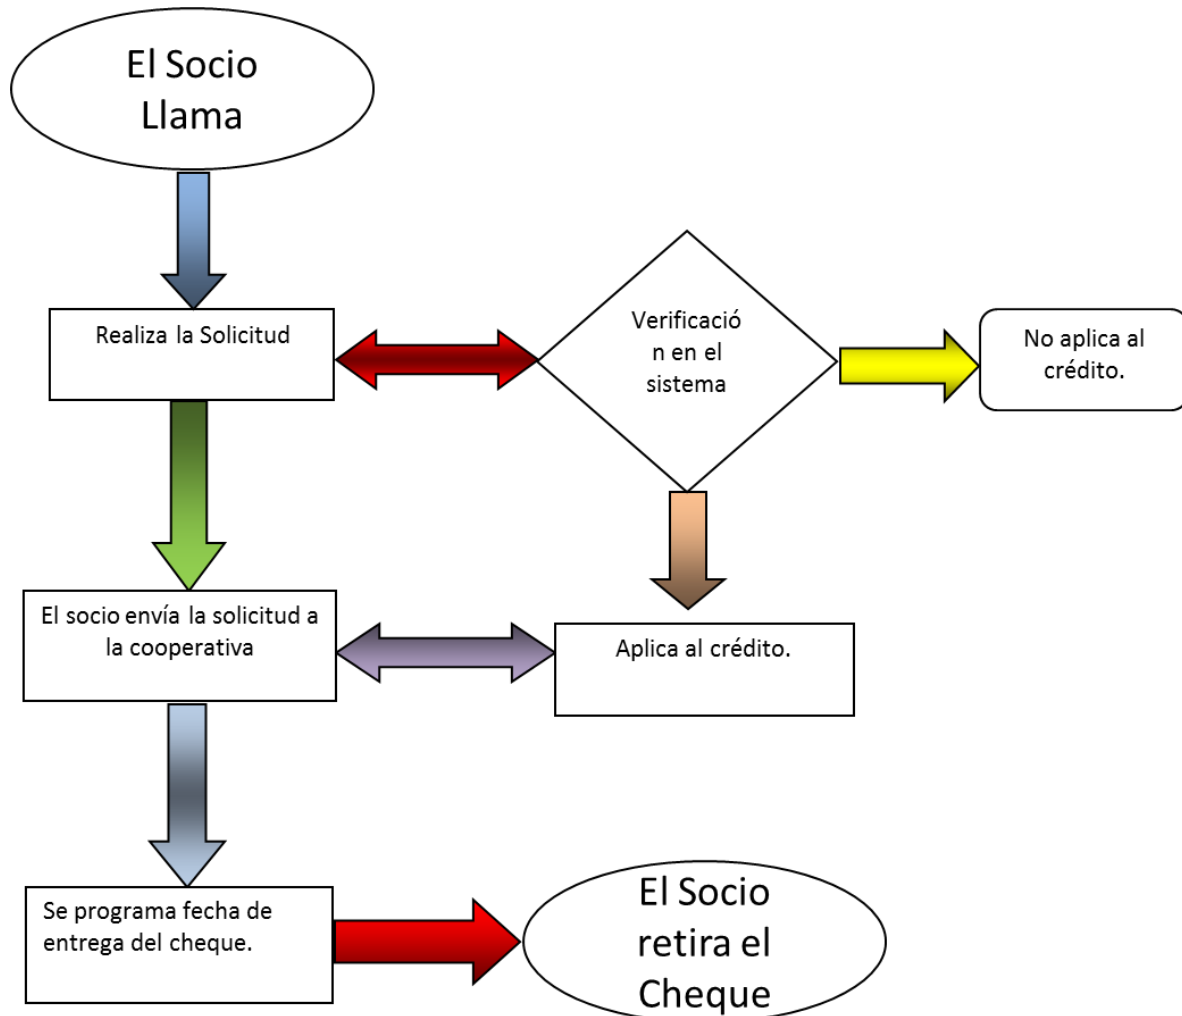 El Socio
Llama
Realiza la Solicitud
Verificació
n en el
sistema
No aplica al
crédito.
El socio envía la solicitud a
la cooperativa
Aplica al crédito.
Se programa fecha de
entrega del cheque.
El Socio
retira el
Cheque